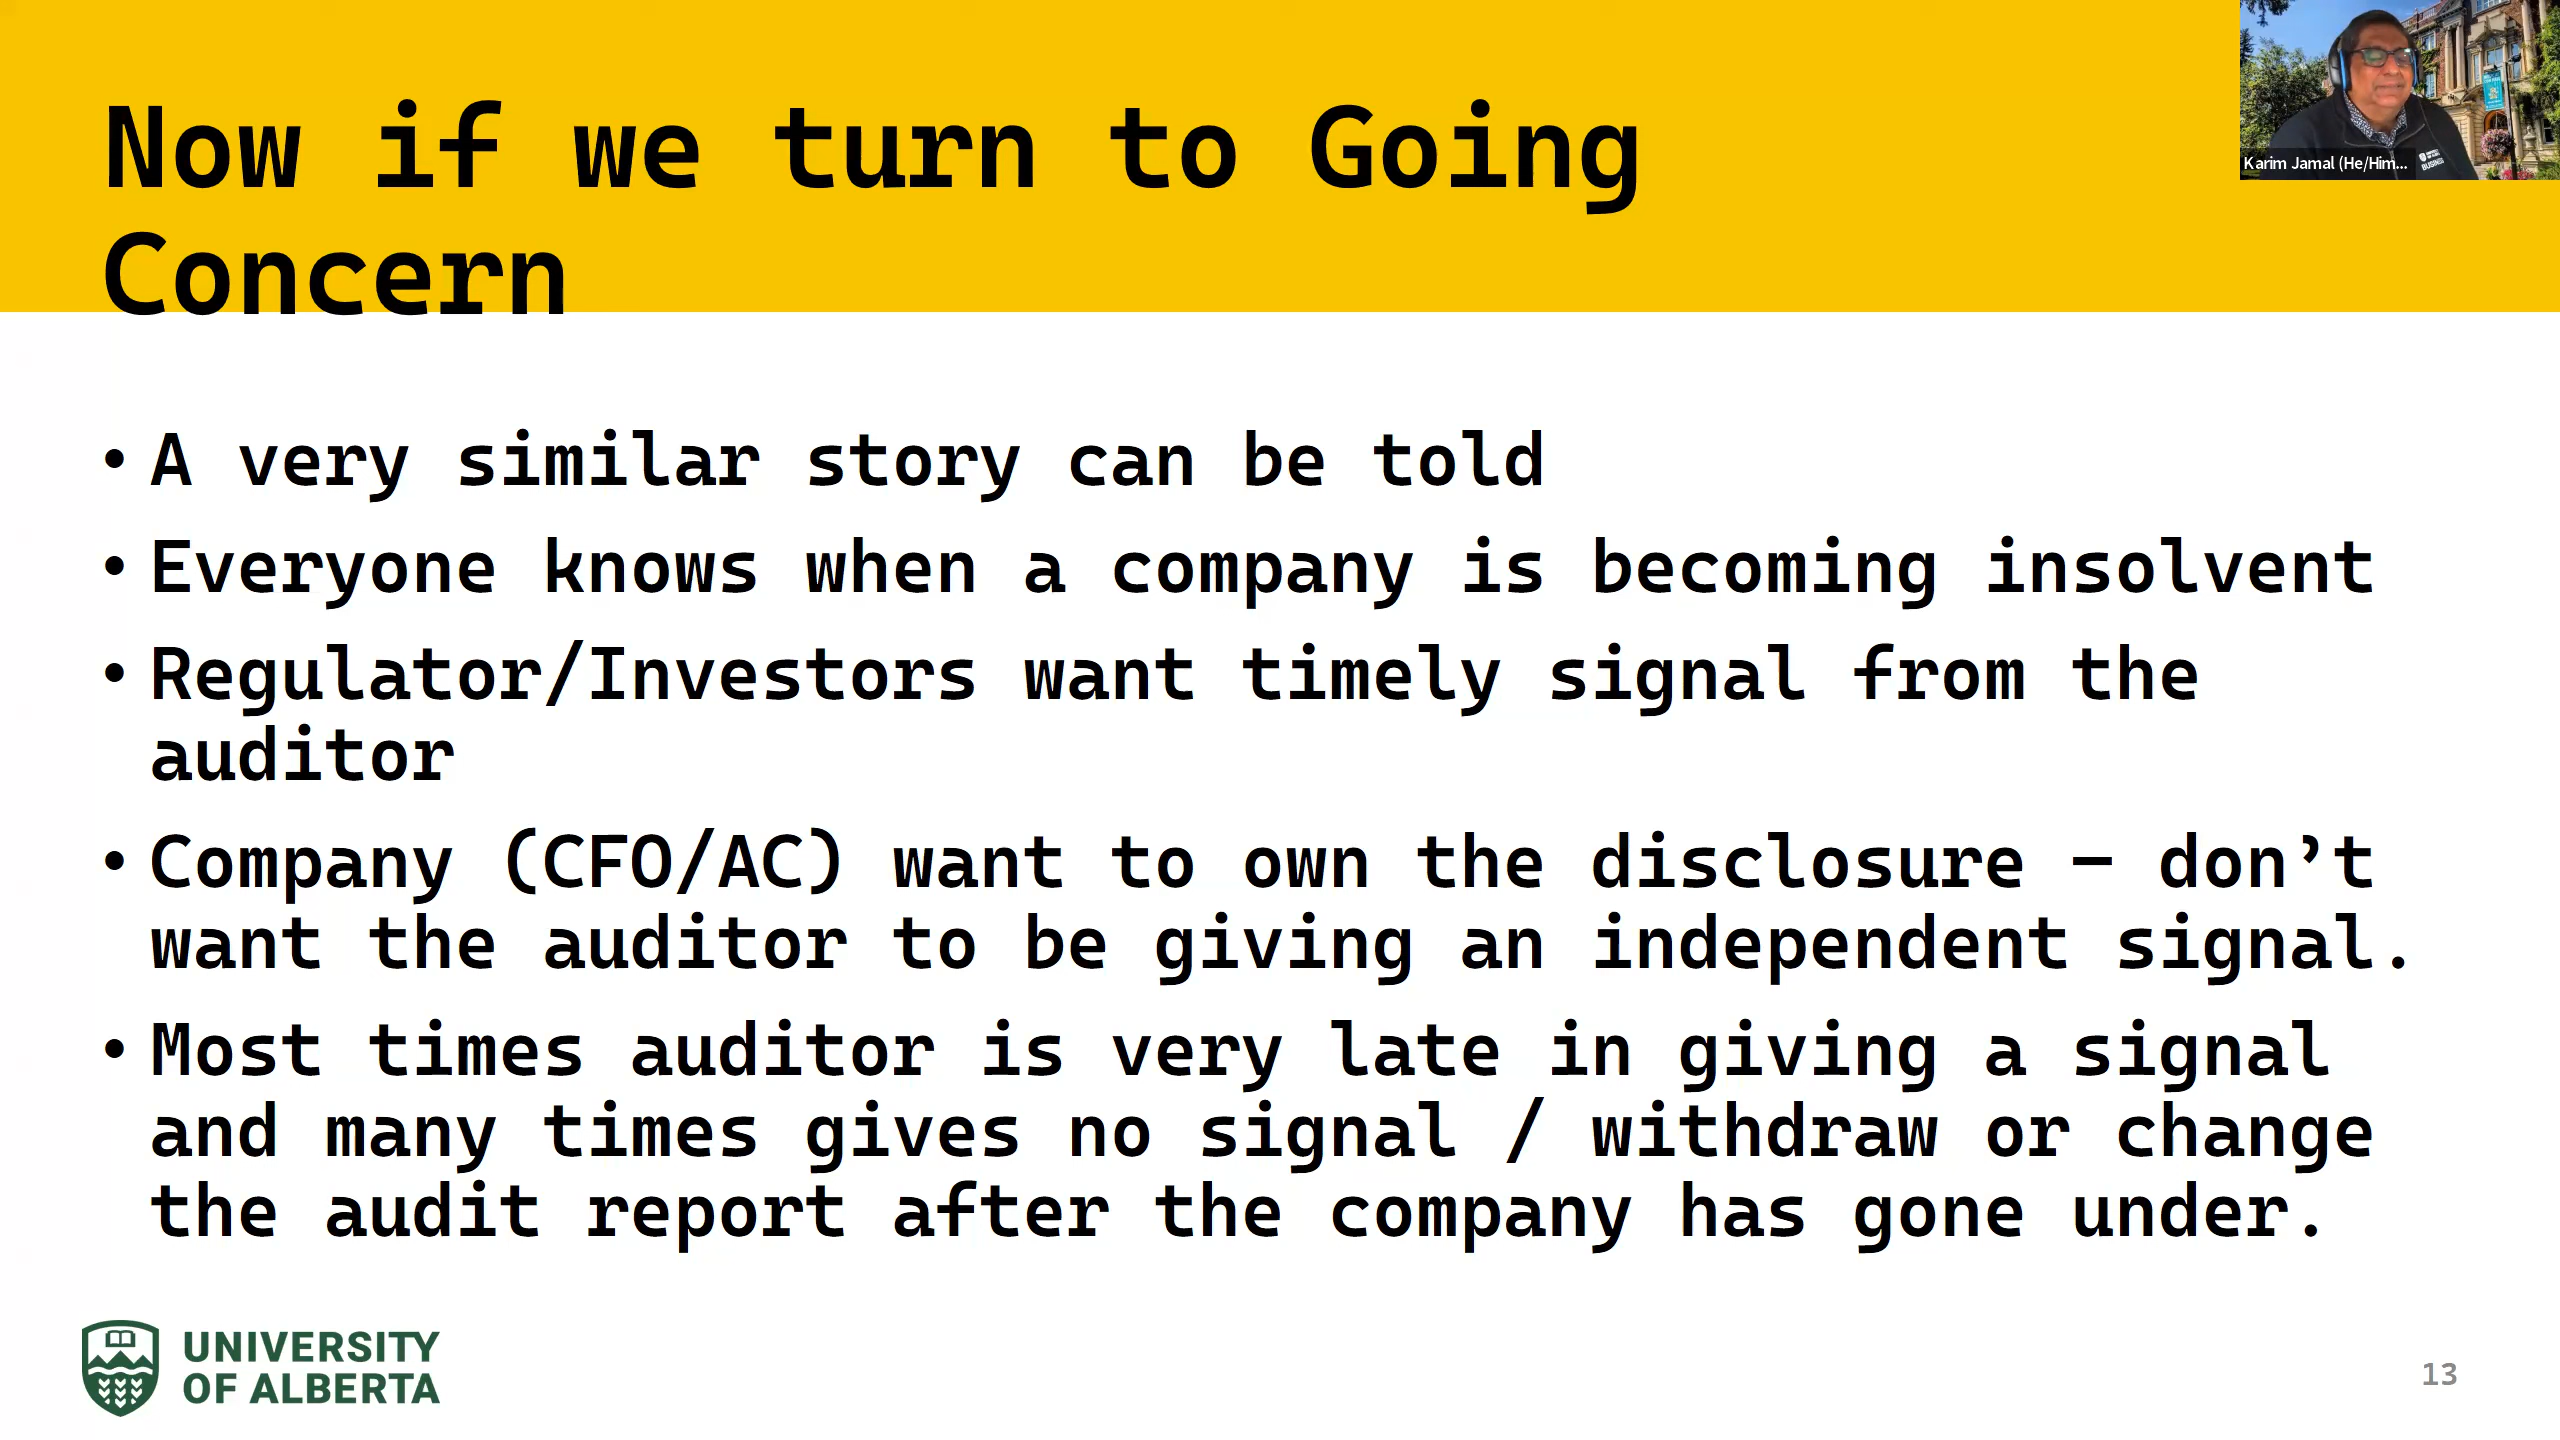 Now if we turn to Going
Concern
Karim Jamal (He/Him...
• A very similar story can be told
• Everyone knows when a company is becoming insolvent
• Regulator/Investors want timely signal from the
auditor
• Company (CFO/AC) want to own the disclosure – don’t
want the auditor to be giving an independent signal.
• Most times auditor is very late in giving a signal
and many times gives no signal / withdraw or change
the audit report after the company has gone under.
UNIVERSITY
OF ALBERTA
13